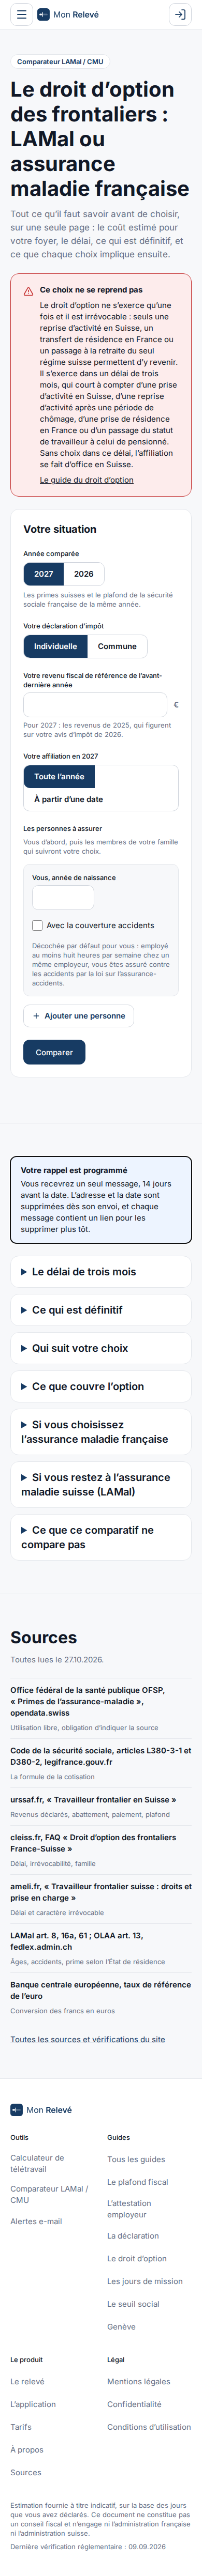 Mon Relevé
Comparateur LAMal / CMU
Le droit d’option
des frontaliers :
LAMal ou
assurance
maladie française
Tout ce qu’il faut savoir avant de choisir,
sur une seule page : le coût estimé pour
votre foyer, le délai, ce qui est définitif, et
ce que chaque choix implique ensuite.
Ce choix ne se reprend pas
Le droit d’option ne s’exerce qu’une
fois et il est irrévocable : seuls une
reprise d’activité en Suisse, un
transfert de résidence en France ou
un passage à la retraite du seul
régime suisse permettent d’y revenir.
Il s’exerce dans un délai de trois
mois, qui court à compter d’une prise
d’activité en Suisse, d’une reprise
d’activité après une période de
chômage, d’une prise de résidence
en France ou d’un passage du statut
de travailleur à celui de pensionné.
Sans choix dans ce délai, l’affiliation
se fait d’office en Suisse.
Le guide du droit d’option
Votre situation
Année comparée
2027 2026
Les primes suisses et le plafond de la sécurité
sociale française de la même année.
Votre déclaration d’impôt
Individuelle Commune
Votre revenu fiscal de référence de l’avant-
dernière année
€
Pour 2027 : les revenus de 2025, qui figurent
sur votre avis d’impôt de 2026.
Votre affiliation en 2027
Toute l’année
À partir d’une date
Les personnes à assurer
Vous d’abord, puis les membres de votre famille
qui suivront votre choix.
Vous, année de naissance
Avec la couverture accidents
Décochée par défaut pour vous : employé
au moins huit heures par semaine chez un
même employeur, vous êtes assuré contre
les accidents par la loi sur l’assurance-
accidents.
+ Ajouter une personne
Comparer
Votre rappel est programmé
Vous recevrez un seul message, 14 jours
avant la date. L’adresse et la date sont
supprimées dès son envoi, et chaque
message contient un lien pour les
supprimer plus tôt.
Le délai de trois mois
Ce qui est définitif
Qui suit votre choix
Ce que couvre l’option
Si vous choisissez
l’assurance maladie française
Si vous restez à l’assurance
maladie suisse (LAMal)
Ce que ce comparatif ne
compare pas
Sources
Toutes lues le 27.10.2026.
Office fédéral de la santé publique OFSP,
« Primes de l’assurance-maladie »,
opendata.swiss
Utilisation libre, obligation d’indiquer la source
Code de la sécurité sociale, articles L380-3-1 et
D380-2, legifrance.gouv.fr
La formule de la cotisation
urssaf.fr, « Travailleur frontalier en Suisse »
Revenus déclarés, abattement, paiement, plafond
cleiss.fr, FAQ « Droit d’option des frontaliers
France-Suisse »
Délai, irrévocabilité, famille
ameli.fr, « Travailleur frontalier suisse : droits et
prise en charge »
Délai et caractère irrévocable
LAMal art. 8, 16a, 61 ; OLAA art. 13,
fedlex.admin.ch
Âges, accidents, prime selon l’État de résidence
Banque centrale européenne, taux de référence
de l’euro
Conversion des francs en euros
Toutes les sources et vérifications du site
Mon Relevé
Outils
Calculateur de
télétravail
Comparateur LAMal /
CMU
Alertes e-mail
Guides
Tous les guides
Le plafond fiscal
L’attestation
employeur
La déclaration
Le droit d’option
Les jours de mission
Le seuil social
Genève
Le produit
Le relevé
L’application
Tarifs
À propos
Sources
Légal
Mentions légales
Confidentialité
Conditions d’utilisation
Estimation fournie à titre indicatif, sur la base des jours
que vous avez déclarés. Ce document ne constitue pas
un conseil fiscal et n’engage ni l’administration française
ni l’administration suisse.
Dernière vérification réglementaire : 09.09.2026